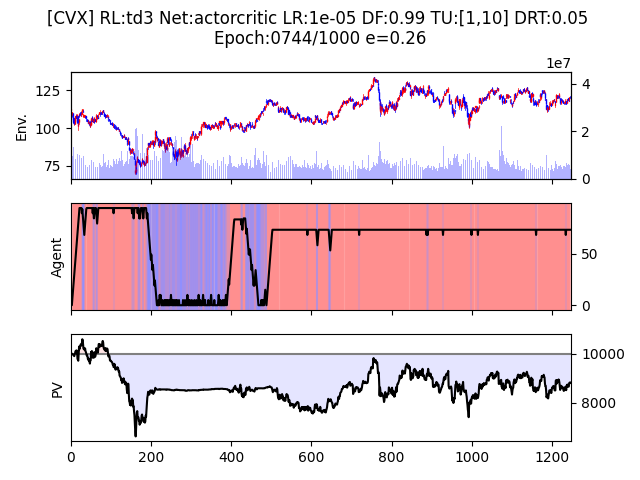 [CVX] RL:td3 Net:actorcritic LR:1e-05 DF:0.99 TU:[1,10] DRT:0.05
Epoch:0744/1000 e=0.26
1e7
125
100
75
Env.
4
2
0
Agent
50
0
PV
10000
8000
0
200
400
600
800
1000
1200